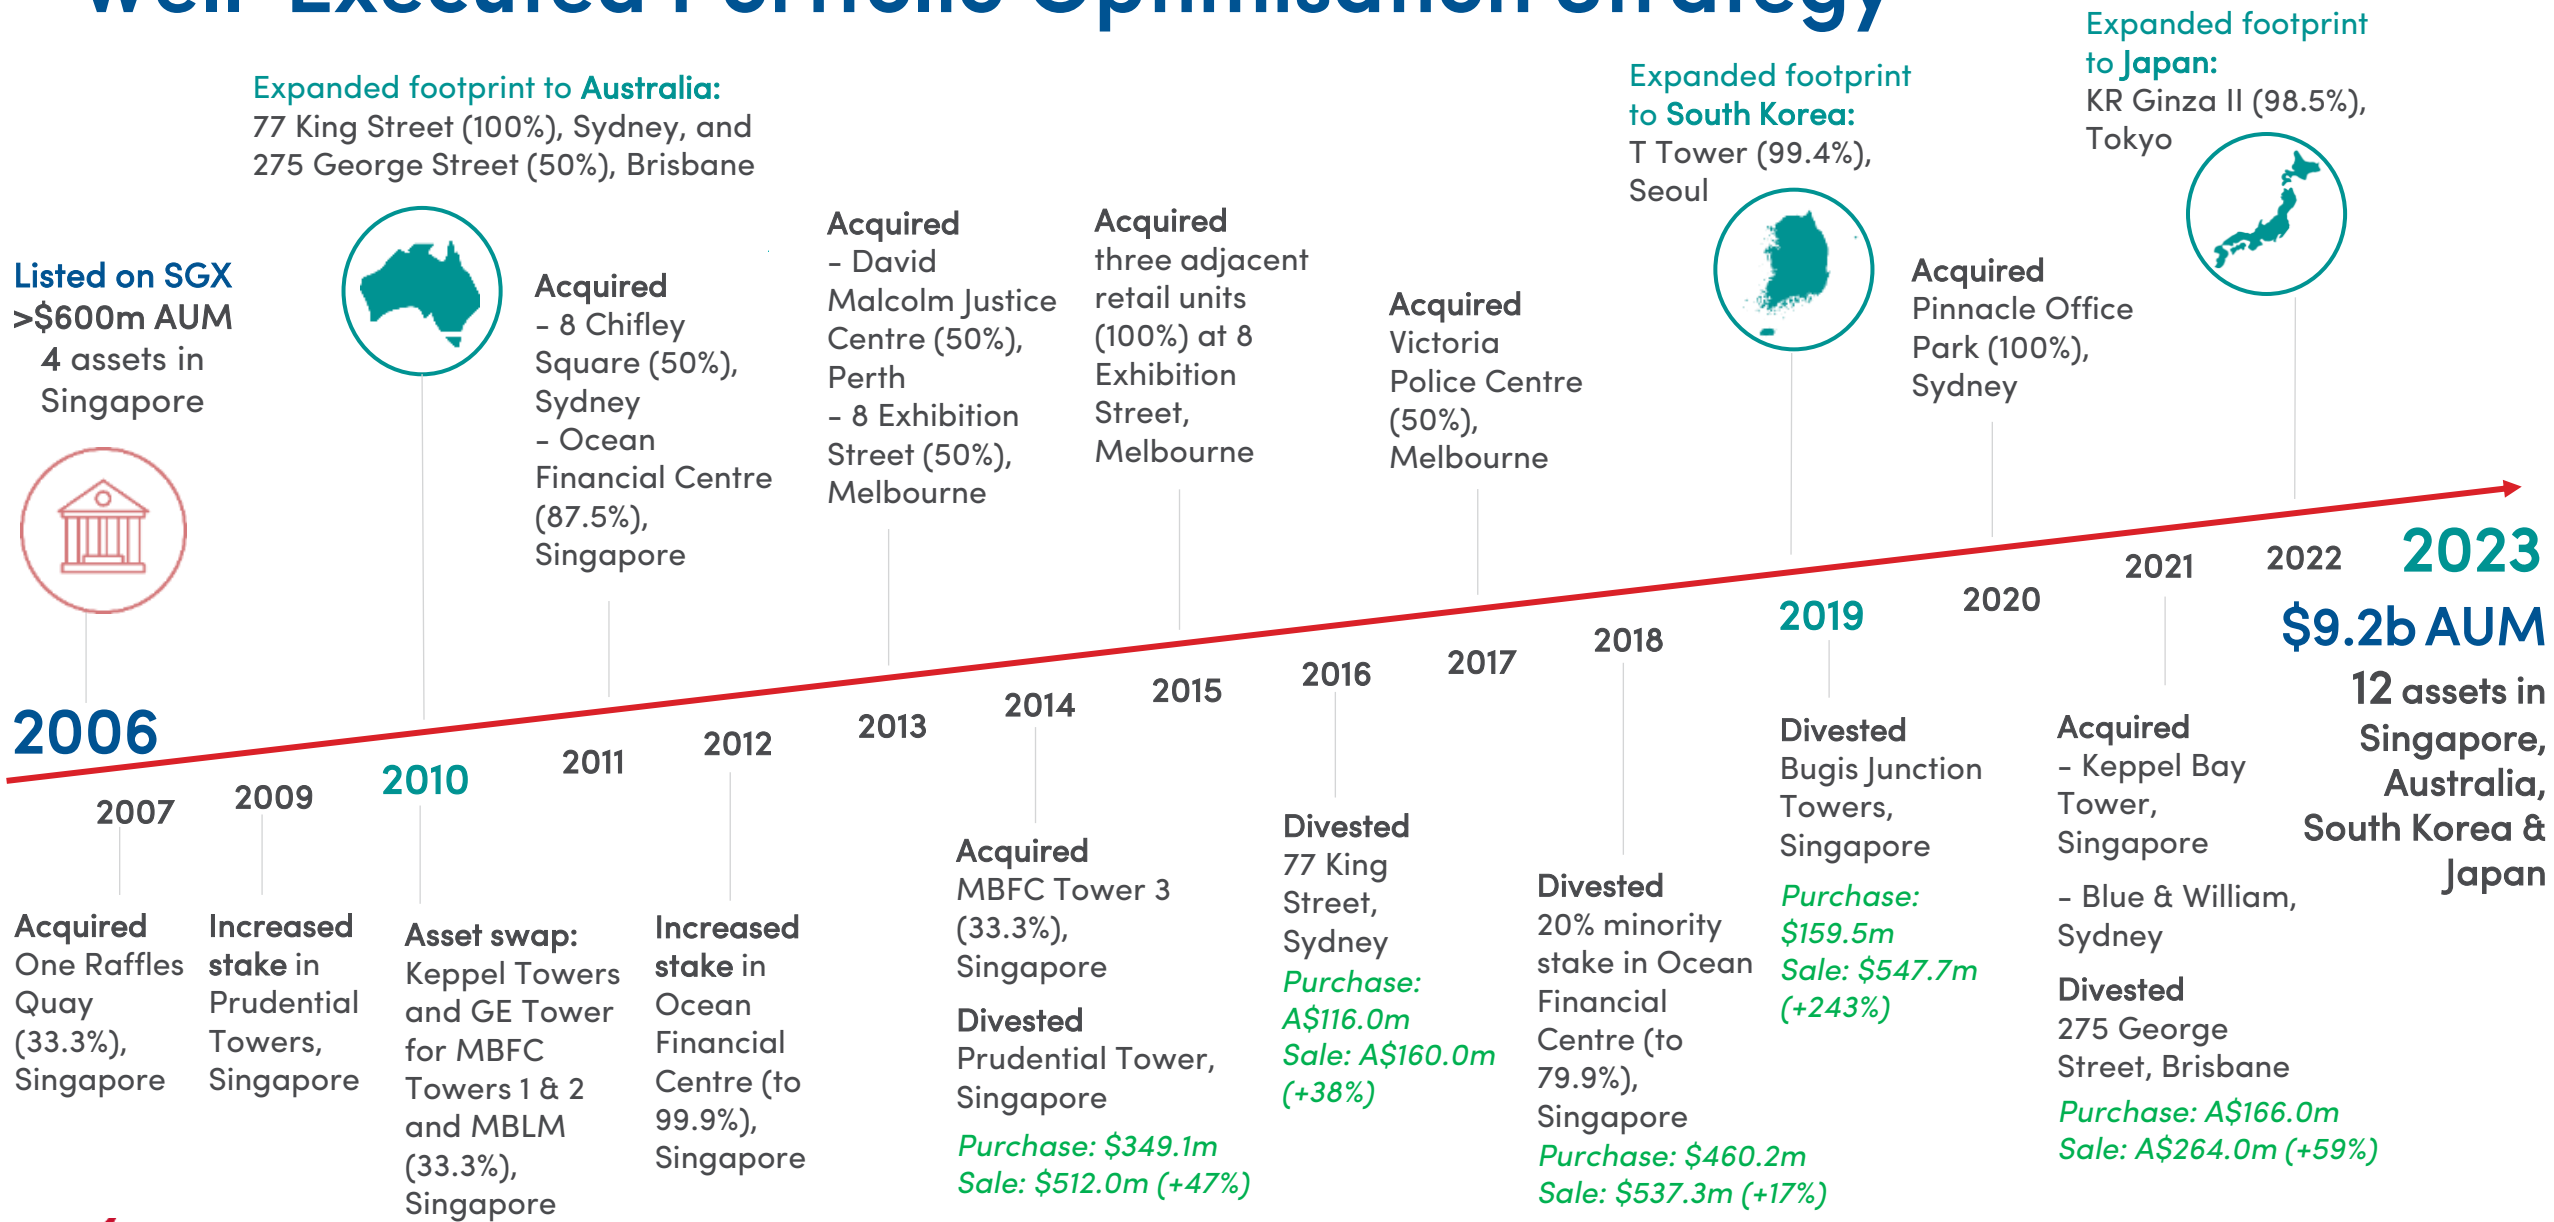 Well-Executed Portfolio Optimisation Strategy
Listed on SGX
>$600m AUM
4 assets in
Singapore
2006
Expanded footprint to Australia:
77 King Street (100%), Sydney, and
275 George Street (50%), Brisbane
Acquired
- 8 Chifley
Square (50%),
Sydney
- Ocean
Financial Centre
(87.5%),
Singapore
Acquired
- David
Malcolm Justice
Centre (50%),
Perth
- 8 Exhibition
Street (50%),
Melbourne
Acquired
three adjacent
retail units
(100%) at 8
Exhibition
Street,
Melbourne
Acquired
Victoria
Police Centre
(50%),
Melbourne
Expanded footprint
to South Korea:
T Tower (99.4%),
Seoul
Acquired
Pinnacle Office
Park (100%),
Sydney
Expanded footprint
to Japan:
KR Ginza II (98.5%),
Tokyo
2007
2009
2010
2011
2012
2013
2014
2015
2016
2017
2018
2019
2020
2021
2022
2023
$9.2b AUM
12 assets in
Singapore,
Australia,
South Korea &
Japan
Acquired
One Raffles
Quay
(33.3%),
Singapore
Increased
stake in
Prudential
Towers,
Singapore
Asset swap:
Keppel Towers
and GE Tower
for MBFC
Towers 1 & 2
and MBLM
(33.3%),
Singapore
Increased
stake in
Ocean
Financial
Centre (to
99.9%),
Singapore
Acquired
MBFC Tower 3
(33.3%),
Singapore
Divested
Prudential Tower,
Singapore
Purchase: $349.1m
Sale: $512.0m (+47%)
Divested
77 King
Street,
Sydney
Purchase:
A$116.0m
Sale: A$160.0m
(+38%)
Divested
20% minority
stake in Ocean
Financial
Centre (to
79.9%),
Singapore
Purchase: $460.2m
Sale: $537.3m (+17%)
Divested
Bugis Junction
Towers,
Singapore
Purchase:
$159.5m
Sale: $547.7m
(+243%)
Acquired
- Keppel Bay
Tower,
Singapore
- Blue & William,
Sydney
Divested
275 George
Street, Brisbane
Purchase: A$166.0m
Sale: A$264.0m (+59%)